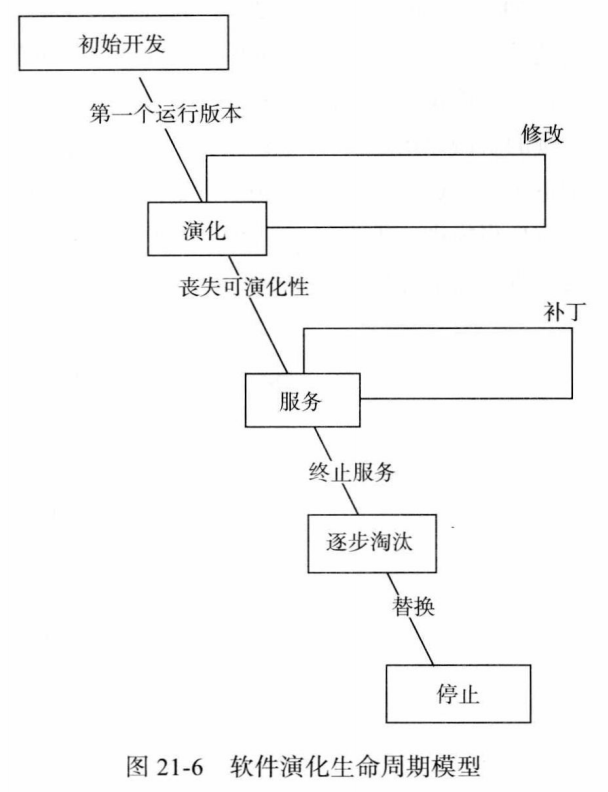 初始开发
第一个运行版本
修改
演化
丧失可演化性
补丁
服务
终止服务
逐步淘汰
替换
停止
图 21-6 软件演化生命周期模型